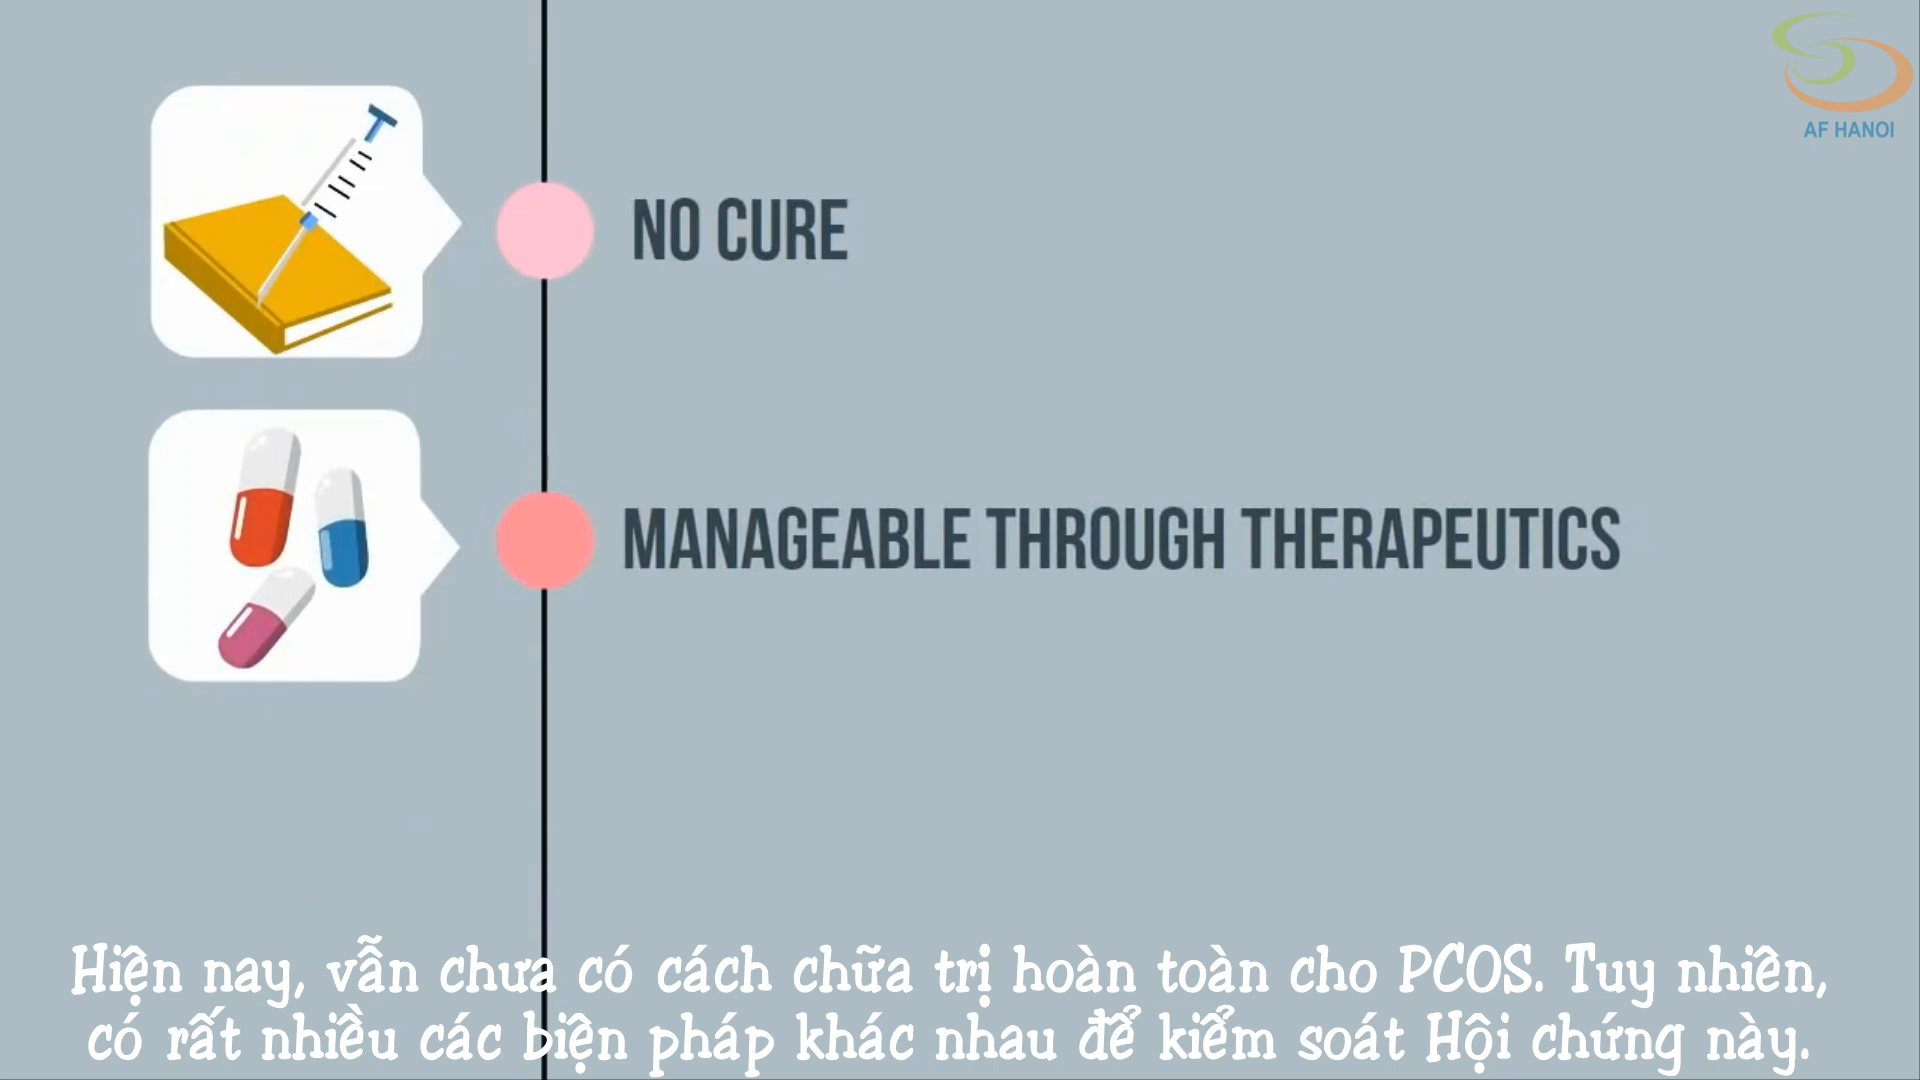 AF HANOI
NO CURE
MANAGEABLE THROUGH THERAPEUTICS
Hiện nay, vẫn chưa có cách chữa trị hoàn toàn cho PCOS. Tuy nhiên,
có rất nhiều các biện pháp khác nhau để kiểm soát Hội chứng này.